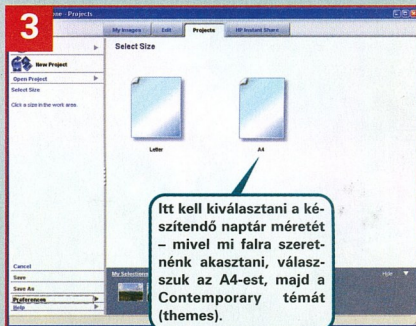 3
me - Projects
My Images
Edit
Projects
HP Instant Share
Select Size
New Project
Open Project
Select Size
Click a size in the work area.
Letter
A4
Itt kell kiválasztani a ké-
szítendő naptár méretét
– mivel mi falra szeret-
nénk akasztani, válasz-
szuk az A4-est, majd a
Contemporary témát
(themes).
Cancel
Save
Save As
Preferences
Help
My Selections
Hide